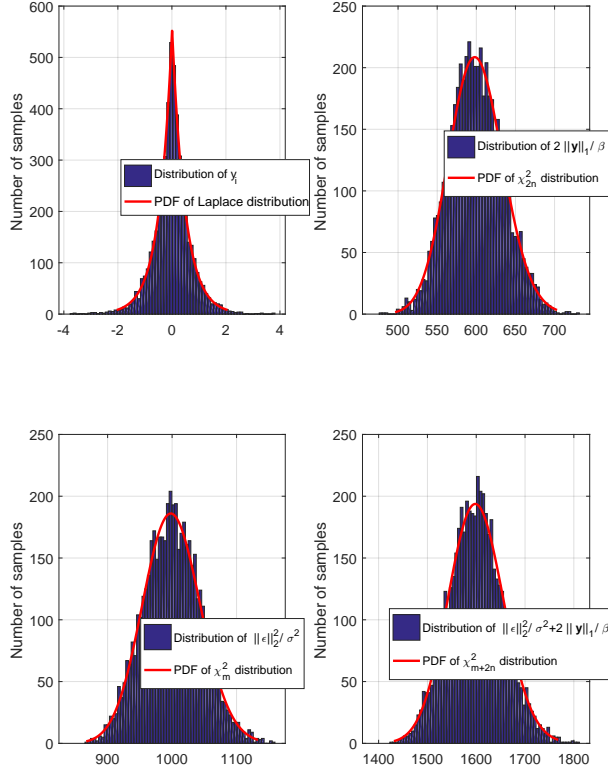 600
500
400
300
200
100
0
-4 -2 0 2 4
Number of samples
Distribution of y_i
PDF of Laplace distribution
250
200
150
100
50
0
500 550 600 650 700
Number of samples
Distribution of 2 ||y||_1 / β
PDF of χ²_{2n} distribution
250
200
150
100
50
0
900 1000 1100
Number of samples
Distribution of ||ϵ||²_2 / σ²
PDF of χ²_m distribution
250
200
150
100
50
0
1400 1500 1600 1700 1800
Number of samples
Distribution of ||ϵ||²_2 / σ²+2 ||y||_1 / β
PDF of χ²_{m+2n} distribution